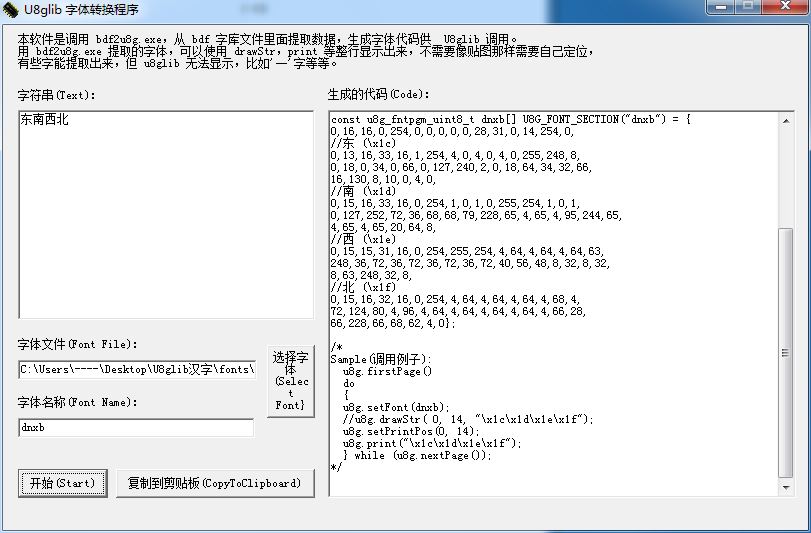 U8glib 字体转换程序
本软件是调用 bdf2u8g.exe，从 bdf 字库文件里面提取数据，生成字体代码供 U8glib 调用。
用 bdf2u8g.exe 提取的字体，可以使用 drawStr，print 等整行显示出来，不需要像贴图那样需要自己定位，
有些字能提取出来，但 u8glib 无法显示，比如'一'字等等。
字符串(Text):
东南西北
字体文件(Font File):
C:\Users\----\Desktop\U8glib汉字\fonts\
选择字
体
(Selec
t
Font}
字体名称(Font Name):
dnxb
开始(Start)
复制到剪贴板(CopyToClipboard)
生成的代码(Code):
const u8g_fntpgm_uint8_t dnxb[] U8G_FONT_SECTION("dnxb") = {
0,16,16,0,254,0,0,0,0,0,28,31,0,14,254,0,
//东 (\x1c)
0,13,16,33,16,1,254,4,0,4,0,4,0,255,248,8,
0,18,0,34,0,66,0,127,240,2,0,18,64,34,32,66,
16,130,8,10,0,4,0,
//南 (\x1d)
0,15,16,33,16,0,254,1,0,1,0,255,254,1,0,1,
0,127,252,72,36,68,68,79,228,65,4,65,4,95,244,65,
4,65,4,65,20,64,8,
//西 (\x1e)
0,15,15,31,16,0,254,255,254,4,64,4,64,4,64,63,
248,36,72,36,72,36,72,36,72,40,56,48,8,32,8,32,
8,63,248,32,8,
//北 (\x1f)
0,15,16,32,16,0,254,4,64,4,64,4,64,4,68,4,
72,124,80,4,96,4,64,4,64,4,64,4,64,4,66,28,
66,228,66,68,62,4,0};
/*
Sample(调用例子):
u8g.firstPage()
do
{
u8g.setFont(dnxb);
//u8g.drawStr( 0, 14, "\x1c\x1d\x1e\x1f");
u8g.setPrintPos(0, 14);
u8g.print("\x1c\x1d\x1e\x1f");
} while (u8g.nextPage());
*/